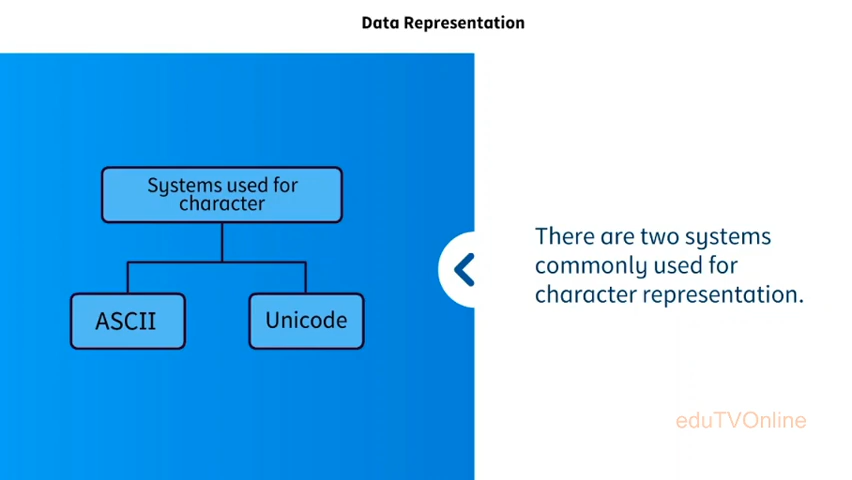 Data Representation
Systems used for
character
ASCII
Unicode
There are two systems
commonly used for
character representation.
eduTVOnline